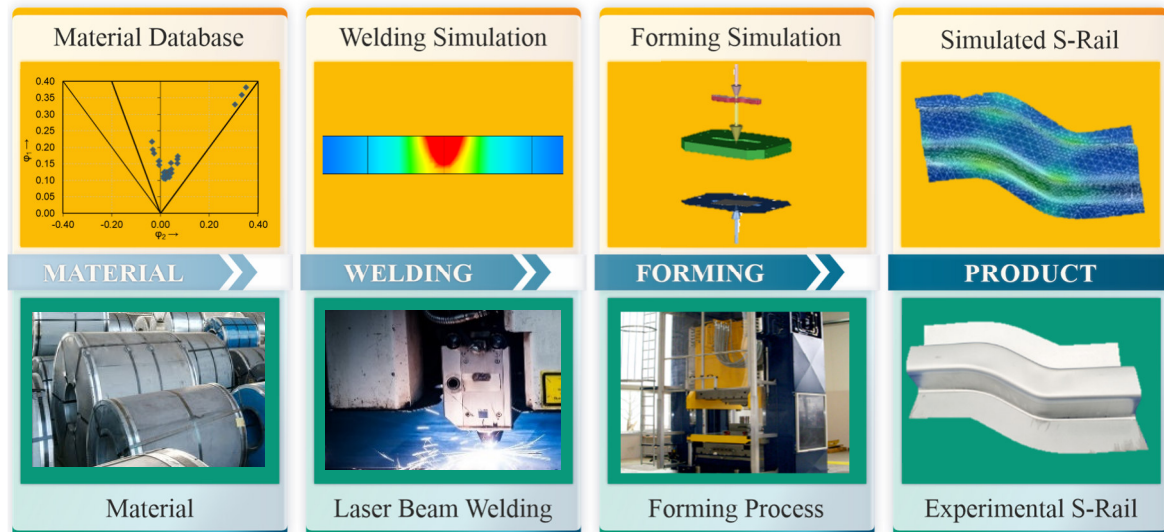 Material Database
Welding Simulation
Forming Simulation
Simulated S-Rail
0.40
0.35
0.30
0.25
0.20
0.15
0.10
0.05
0.00
-0.40
-0.20
0.00
0.20
0.40
φ₁ →
φ₂ →
MATERIAL
WELDING
FORMING
PRODUCT
Material
Laser Beam Welding
Forming Process
Experimental S-Rail